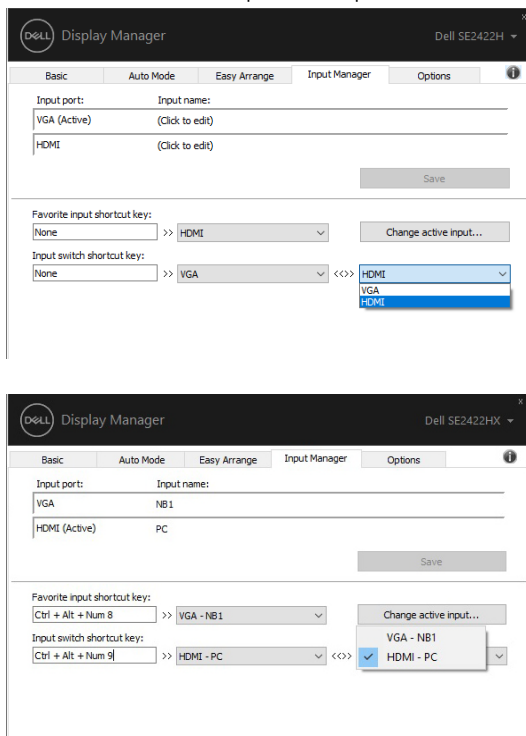 DELL Display Manager Dell SE2422H
x
Basic Auto Mode Easy Arrange Input Manager Options
Input port: Input name:
VGA (Active) (Click to edit)
HDMI (Click to edit)
Save
Favorite input shortcut key:
None >> HDMI Change active input...
Input switch shortcut key:
None >> VGA <<>> HDMI
VGA
HDMI
x
DELL Display Manager Dell SE2422HX
Basic Auto Mode Easy Arrange Input Manager Options
Input port: Input name:
VGA NB1
HDMI (Active) PC
Save
Favorite input shortcut key:
Ctrl + Alt + Num 8 >> VGA - NB1 Change active input...
Input switch shortcut key: VGA - NB1
Ctrl + Alt + Num 9 >> HDMI - PC <<>> HDMI - PC